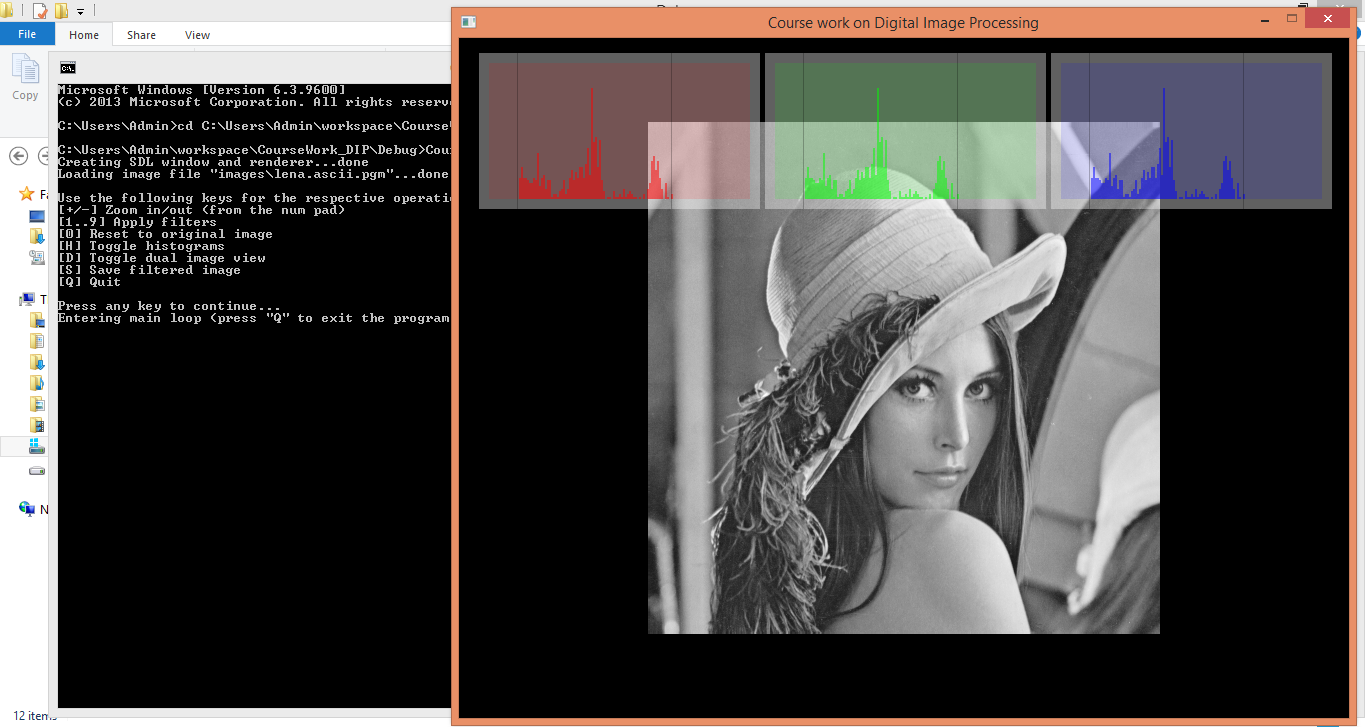 File
Home
Share
View
Copy
Course work on Digital Image Processing
Microsoft Windows [Version 6.3.9600]
(c) 2013 Microsoft Corporation. All rights
C:\Users\Admin>cd C:\Users\Admin\workspace\
C:\Users\Admin\workspace\CourseWork_DIP\Debug>
Creating SDL window and renderer...done
Loading image file "images\lena.ascii.pgm"...done
Use the following keys for the respective
[+/-] Zoom in/out (from the num pad)
[1..9] Apply filters
[0] Reset to original image
[H] Toggle histograms
[D] Toggle dual image view
[S] Save filtered image
[Q] Quit
Press any key to continue...
Entering main loop (press "Q" to exit the program
12 items